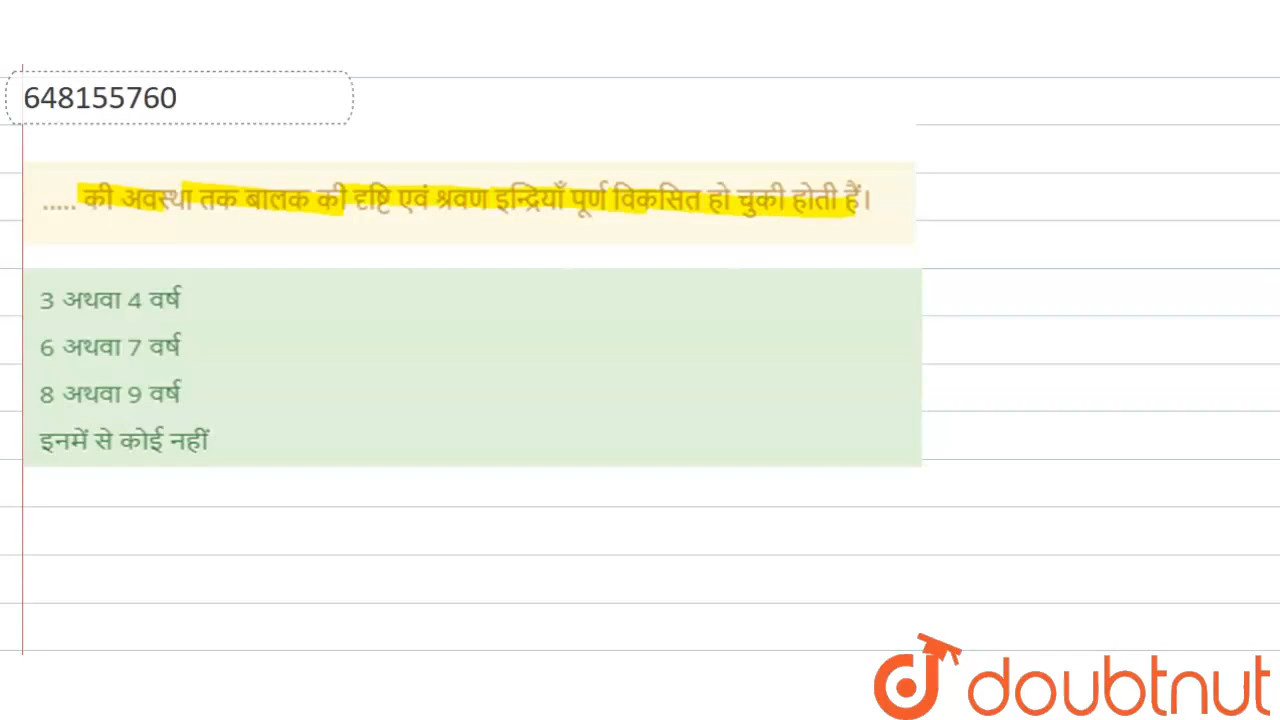 648155760
..... की अवस्था तक बालक की दृष्टि एवं श्रवण इन्द्रियाँ पूर्ण विकसित हो चुकी होती हैं।
3 अथवा 4 वर्ष
6 अथवा 7 वर्ष
8 अथवा 9 वर्ष
इनमें से कोई नहीं
doubtnut